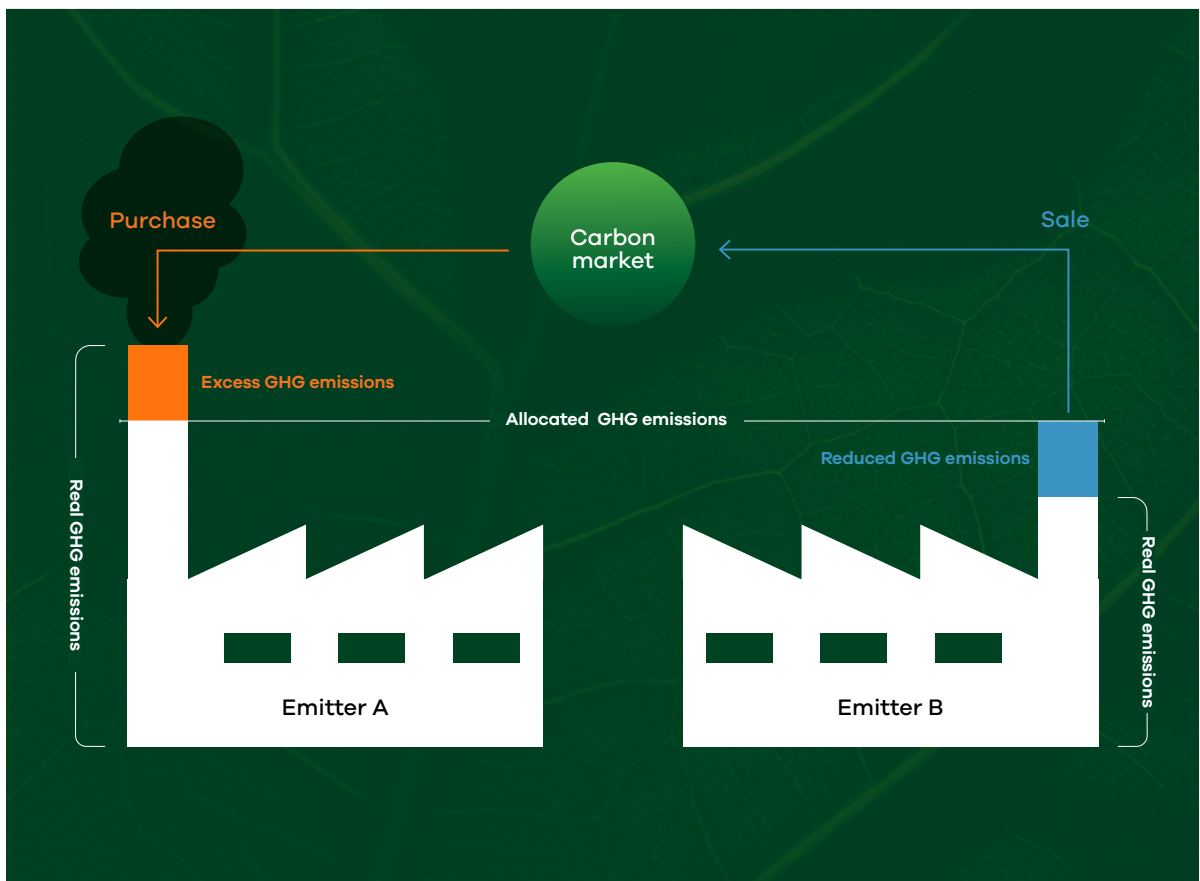 Purchase
Carbon
market
Sale
Excess GHG emissions
Allocated GHG emissions
Reduced GHG emissions
Real GHG emissions
Real GHG emissions
Emitter A
Emitter B